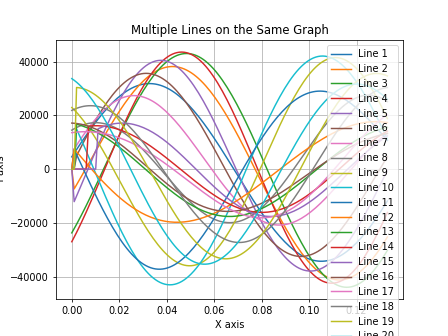 Multiple Lines on the Same Graph
40000
20000
0
−20000
−40000
0.00
0.02
0.04
0.06
0.08
0.10
X axis
axis
Line 1
Line 2
Line 3
Line 4
Line 5
Line 6
Line 7
Line 8
Line 9
Line 10
Line 11
Line 12
Line 13
Line 14
Line 15
Line 16
Line 17
Line 18
Line 19
Line 20